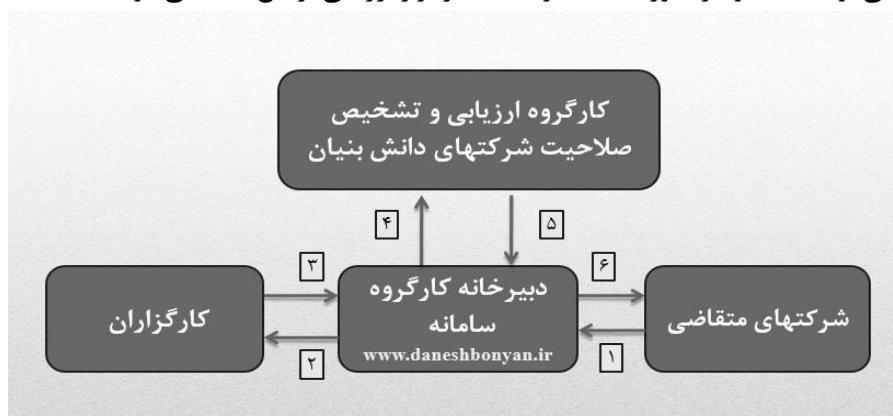 کارگروه ارزیابی و تشخیص
صلاحیت شرکتهای دانش بنیان
۴
۵
۳
۶
کارگزاران
دبیرخانه کارگروه
سامانه
www.daneshbonyan.ir
شرکتهای متقاضی
۲
۱